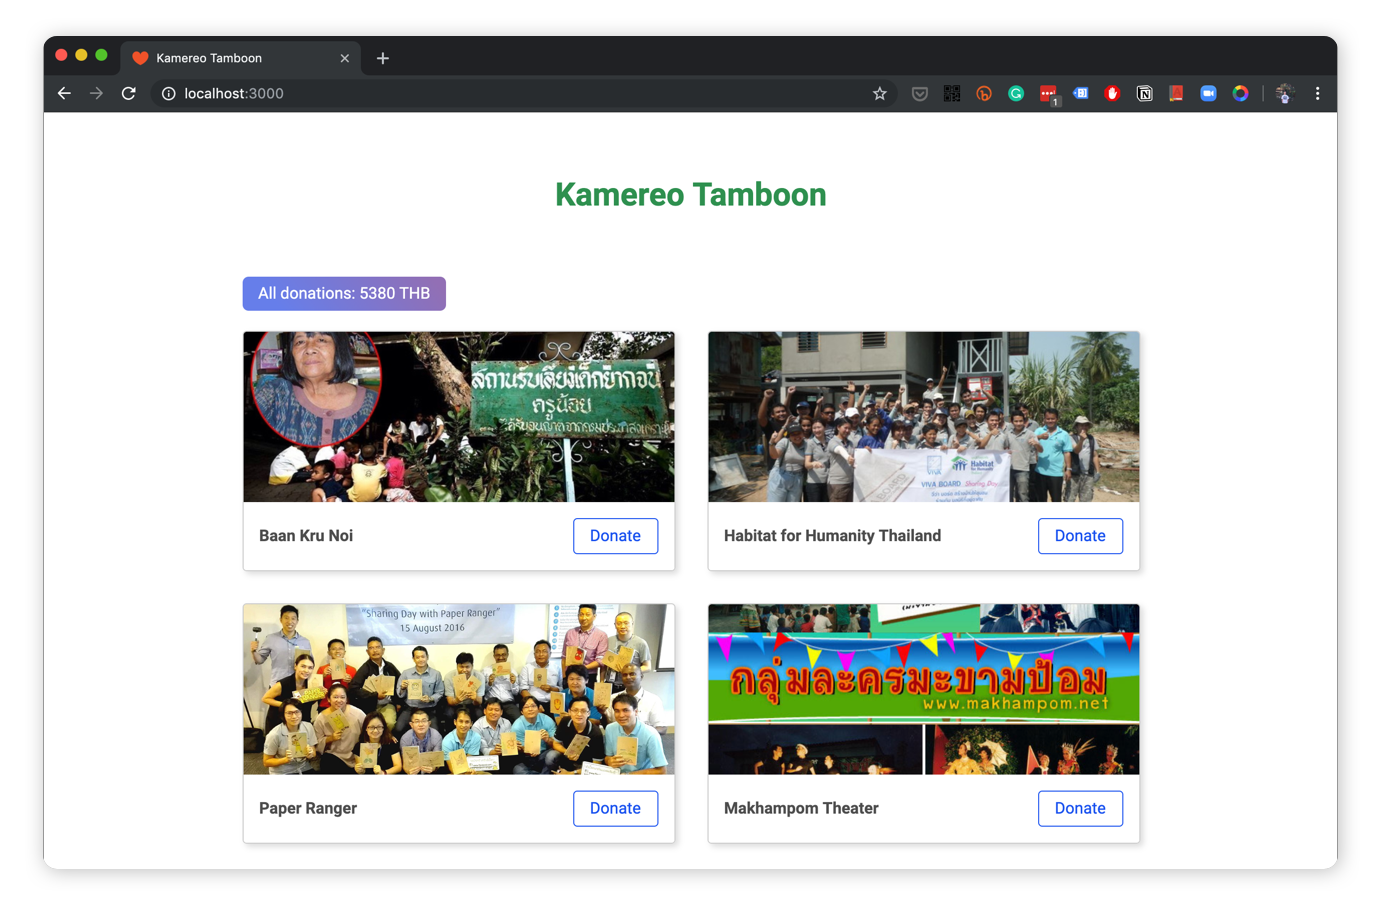 Kamereo Tamboon
localhost:3000
1
Kamereo Tamboon
All donations: 5380 THB
สถานรับเลี้ยงเด็กยากจน
ครูน้อย
Habitat
VIVA BOARD Sharing Day
Baan Kru Noi
Donate
Habitat for Humanity Thailand
Donate
"Sharing Day with Paper Ranger"
15 August 2016
กลุ่มละครมะขามป้อม
www.makhampom.net
Paper Ranger
Donate
Makhampom Theater
Donate